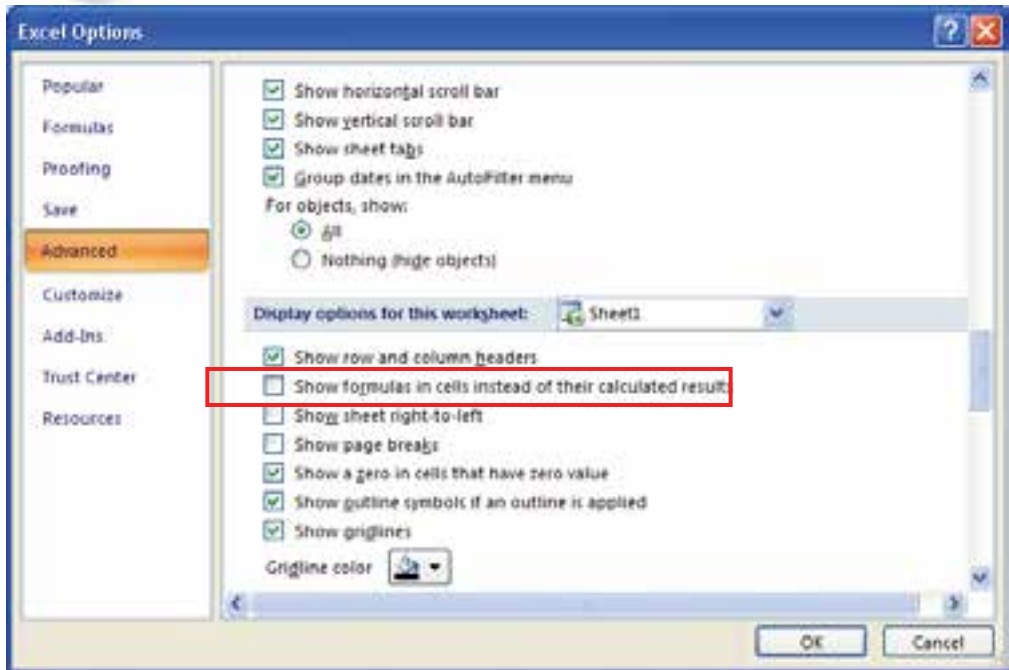 Excel Options
Popular
Formulas
Proofing
Save
Advanced
Customize
Add-Ins
Trust Center
Resources
Show horizontal scroll bar
Show vertical scroll bar
Show sheet tabs
Group dates in the AutoFilter menu
For objects, show:
All
Nothing (hide objects)
Display options for this worksheet: Sheet1
Show row and column headers
Show formulas in cells instead of their calculated results
Show sheet right-to-left
Show page breaks
Show a zero in cells that have zero value
Show outline symbols if an outline is applied
Show gridlines
Gridline color
OK Cancel